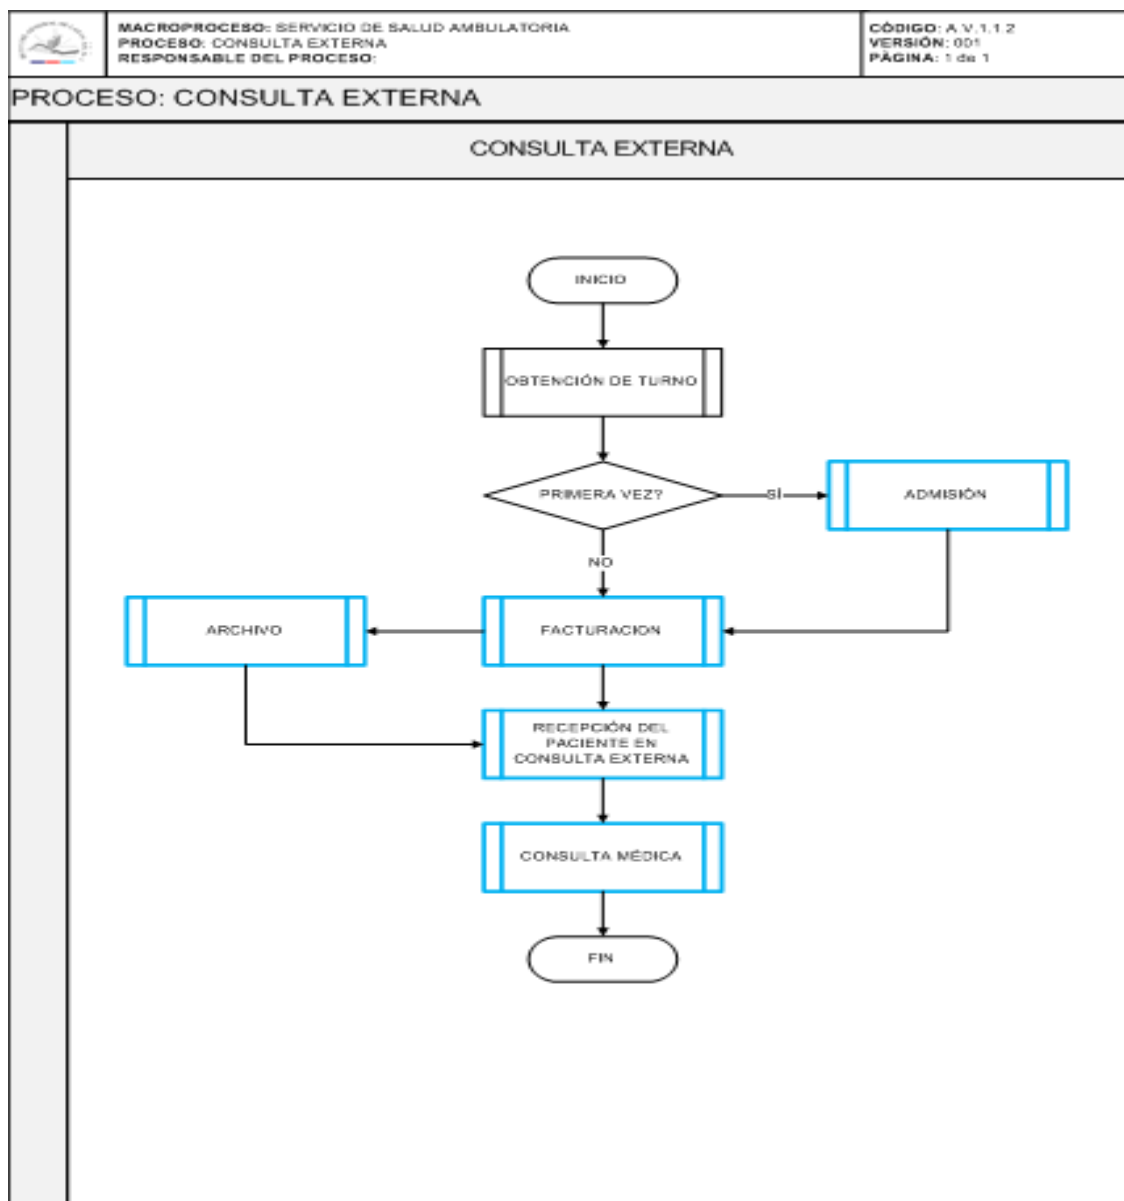 MACROPROCESO: SERVICIO DE SALUD AMBULATORIA
PROCESO: CONSULTA EXTERNA
RESPONSABLE DEL PROCESO:
CÓDIGO: A.V.1.1.2
VERSIÓN: 001
PÀGINA: 1 de 1
PROCESO: CONSULTA EXTERNA
CONSULTA EXTERNA
INICIO
OBTENCIÓN DE TURNO
PRIMERA VEZ?
SÍ
ADMISIÓN
NO
ARCHIVO
FACTURACION
RECEPCIÓN DEL
PACIENTE EN
CONSULTA EXTERNA
CONSULTA MÉDICA
FIN